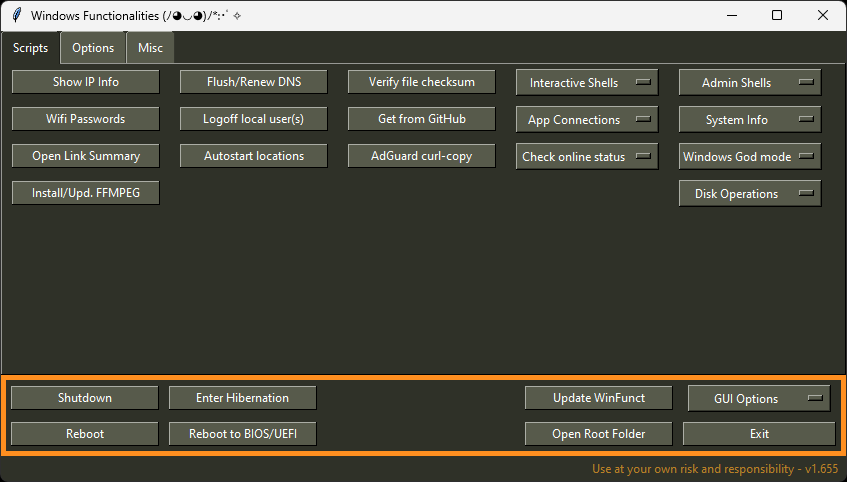 Windows Functionalities (ﾉ◕◡◕)ﾉ*:･ﾟ✧
Scripts Options Misc
Show IP Info Flush/Renew DNS Verify file checksum Interactive Shells Admin Shells
Wifi Passwords Logoff local user(s) Get from GitHub App Connections System Info
Open Link Summary Autostart locations AdGuard curl-copy Check online status Windows God mode
Install/Upd. FFMPEG Disk Operations
Shutdown Enter Hibernation Update WinFunct GUI Options
Reboot Reboot to BIOS/UEFI Open Root Folder Exit
Use at your own risk and responsibility - v1.655